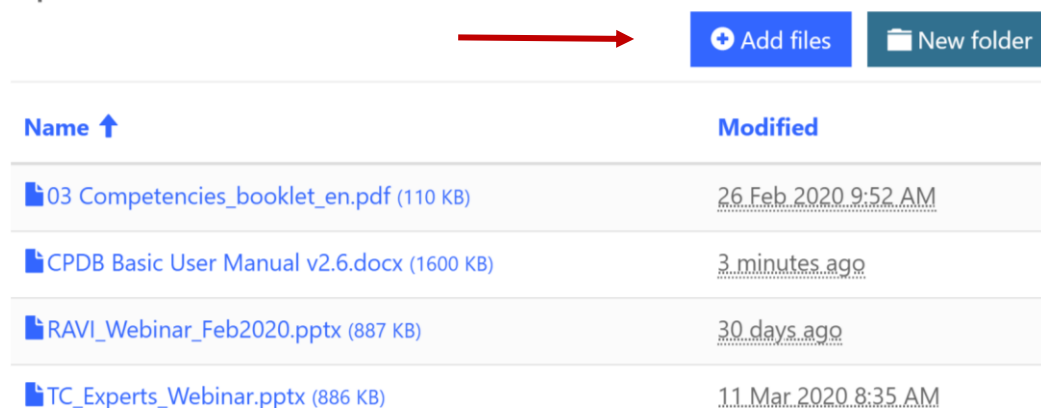 Add files New folder
Name Modified
03 Competencies_booklet_en.pdf (110 KB) 26 Feb 2020 9:52 AM
CPDB Basic User Manual v2.6.docx (1600 KB) 3 minutes ago
RAVI_Webinar_Feb2020.pptx (887 KB) 30 days ago
TC_Experts_Webinar.pptx (886 KB) 11 Mar 2020 8:35 AM